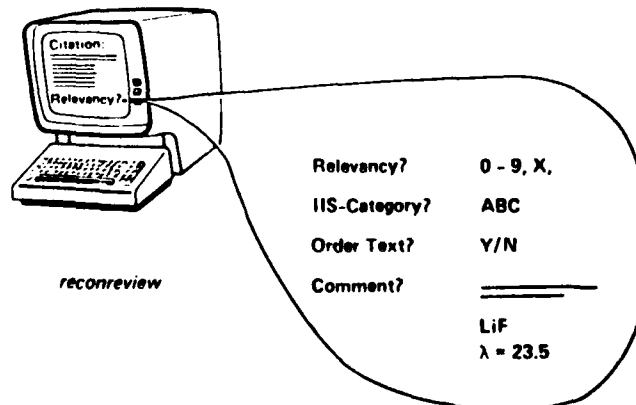 Citation:
Relevancy?
reconreview
Relevancy? 0 - 9, X,
IIS-Category? ABC
Order Text? Y/N
Comment?
LiF
λ = 23.5